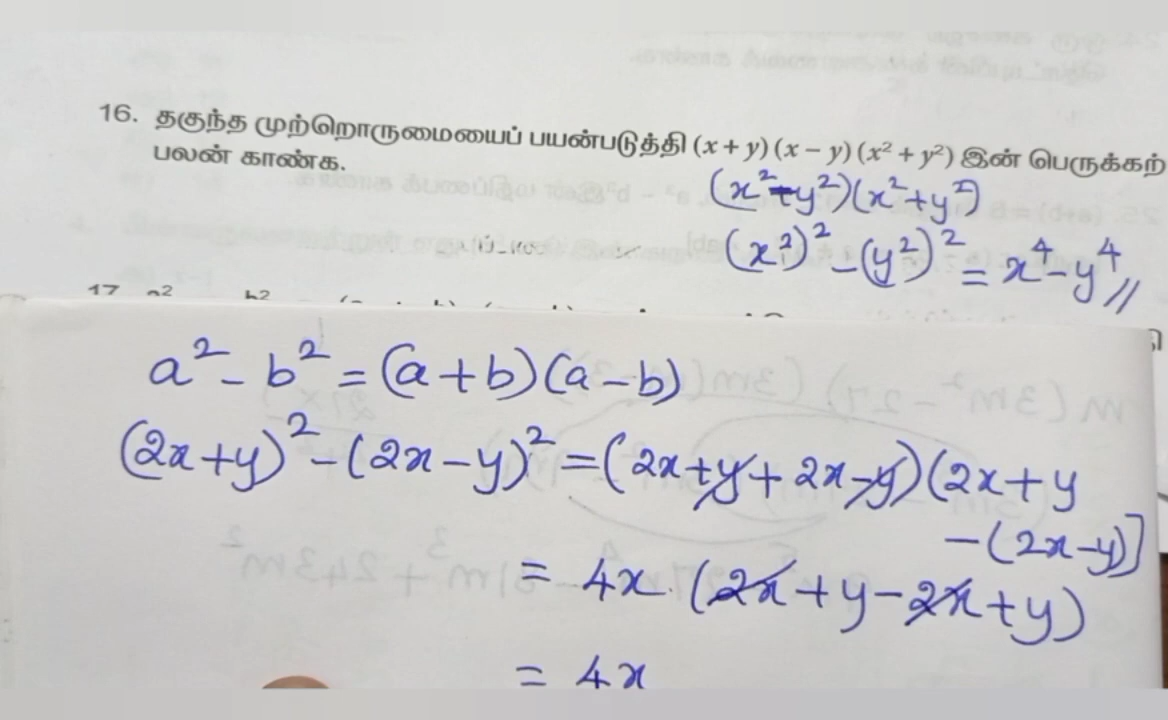 16. தகுந்த முற்றொருமையைப் பயன்படுத்தி (x + y) (x – y) (x² + y²) இன் பெருக்கற்
பலன் காண்க.
(x²-y²)(x²+y²)
(x²)² - (y²)² = x⁴ - y⁴ //
a² - b² = (a+b)(a-b)
(2x+y)² - (2x-y)² = (2x+y+2x-y)(2x+y
-(2x-y)]
= 4x. (2x+y-2x+y)
= 4x